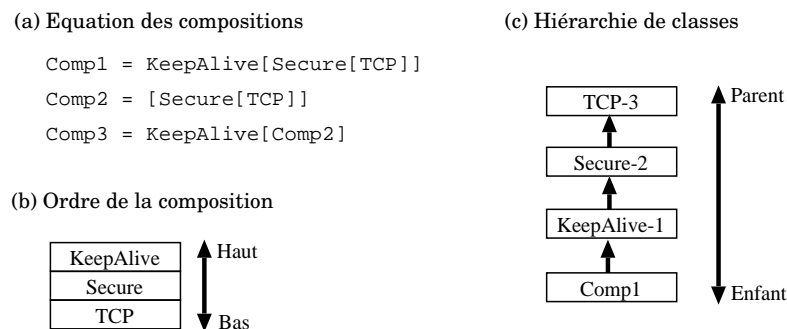 (a) Equation des compositions
Comp1 = KeepAlive[Secure[TCP]]
Comp2 = [Secure[TCP]]
Comp3 = KeepAlive[Comp2]
(b) Ordre de la composition
KeepAlive
Secure
TCP
Haut
Bas
(c) Hiérarchie de classes
TCP-3
Secure-2
KeepAlive-1
Comp1
Parent
Enfant